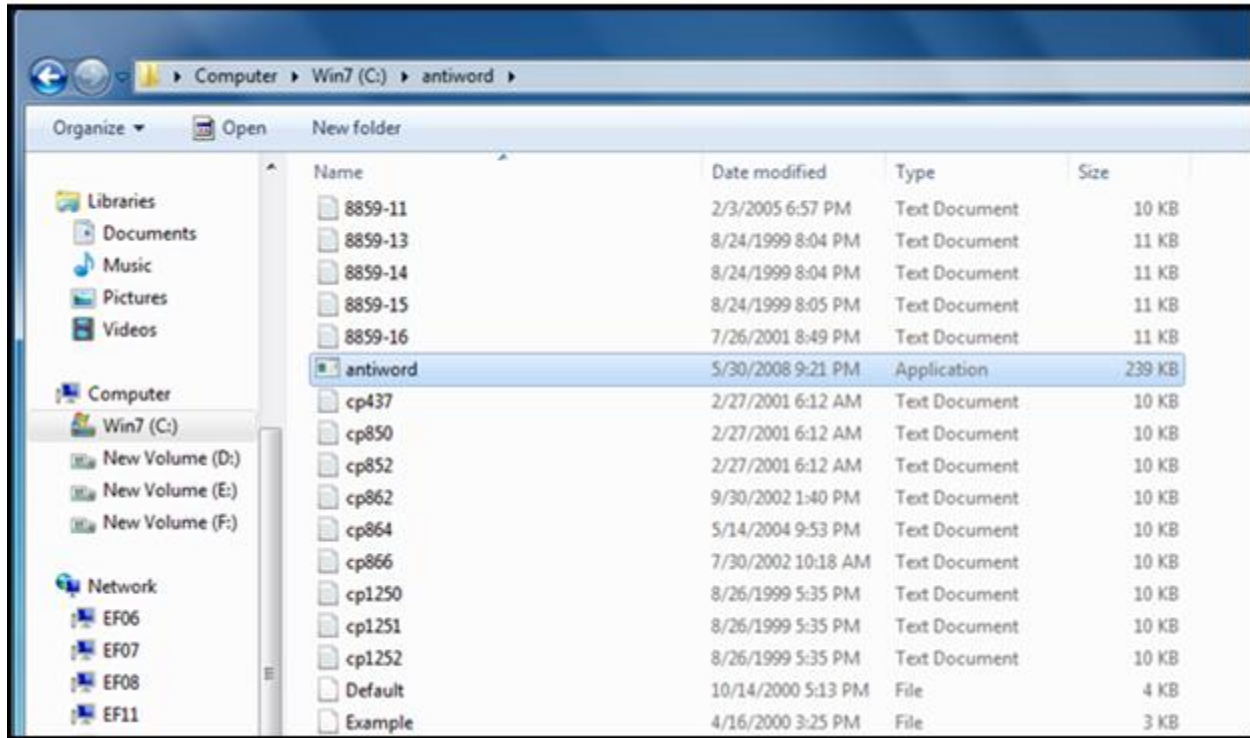 Computer Win7 (C:) antiword
Organize Open New folder
Name Date modified Type Size
Libraries
Documents
Music
Pictures
Videos
Computer
Win7 (C:)
New Volume (D:)
New Volume (E:)
New Volume (F:)
Network
EF06
EF07
EF08
EF11
8859-11 2/3/2005 6:57 PM Text Document 10 KB
8859-13 8/24/1999 8:04 PM Text Document 11 KB
8859-14 8/24/1999 8:04 PM Text Document 11 KB
8859-15 8/24/1999 8:05 PM Text Document 11 KB
8859-16 7/26/2001 8:49 PM Text Document 11 KB
antiword 5/30/2008 9:21 PM Application 239 KB
cp437 2/27/2001 6:12 AM Text Document 10 KB
cp850 2/27/2001 6:12 AM Text Document 10 KB
cp852 2/27/2001 6:12 AM Text Document 10 KB
cp862 9/30/2002 1:40 PM Text Document 10 KB
cp864 5/14/2004 9:53 PM Text Document 10 KB
cp866 7/30/2002 10:18 AM Text Document 10 KB
cp1250 8/26/1999 5:35 PM Text Document 10 KB
cp1251 8/26/1999 5:35 PM Text Document 10 KB
cp1252 8/26/1999 5:35 PM Text Document 10 KB
Default 10/14/2000 5:13 PM File 4 KB
Example 4/16/2000 3:25 PM File 3 KB